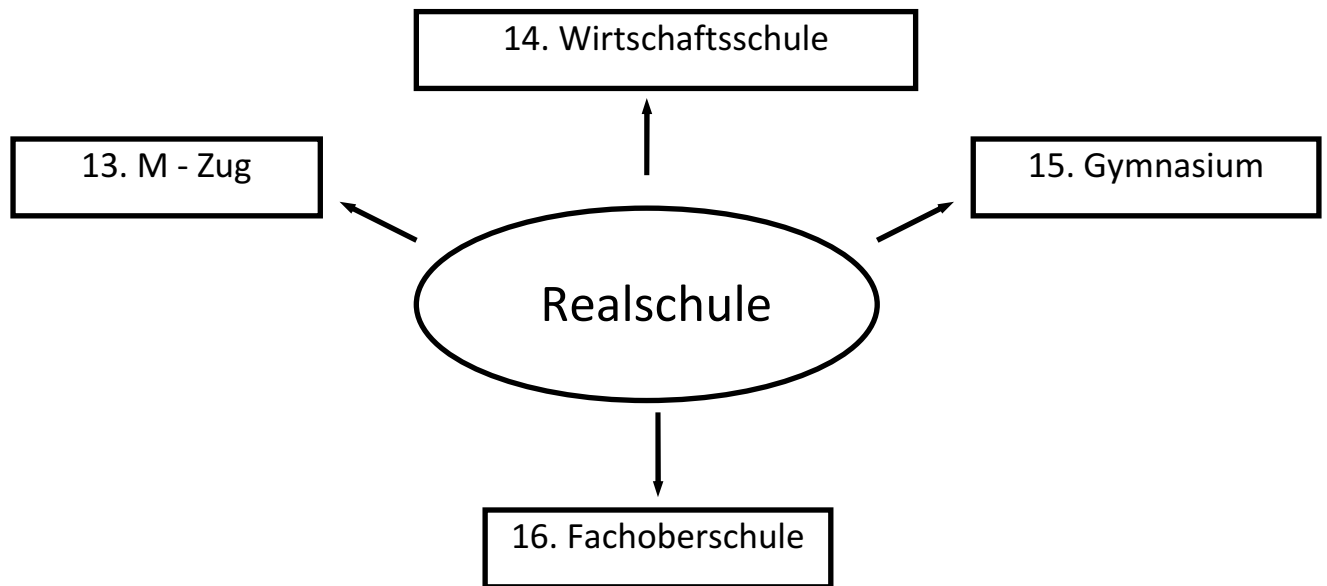 14. Wirtschaftsschule
13. M - Zug
15. Gymnasium
Realschule
16. Fachoberschule